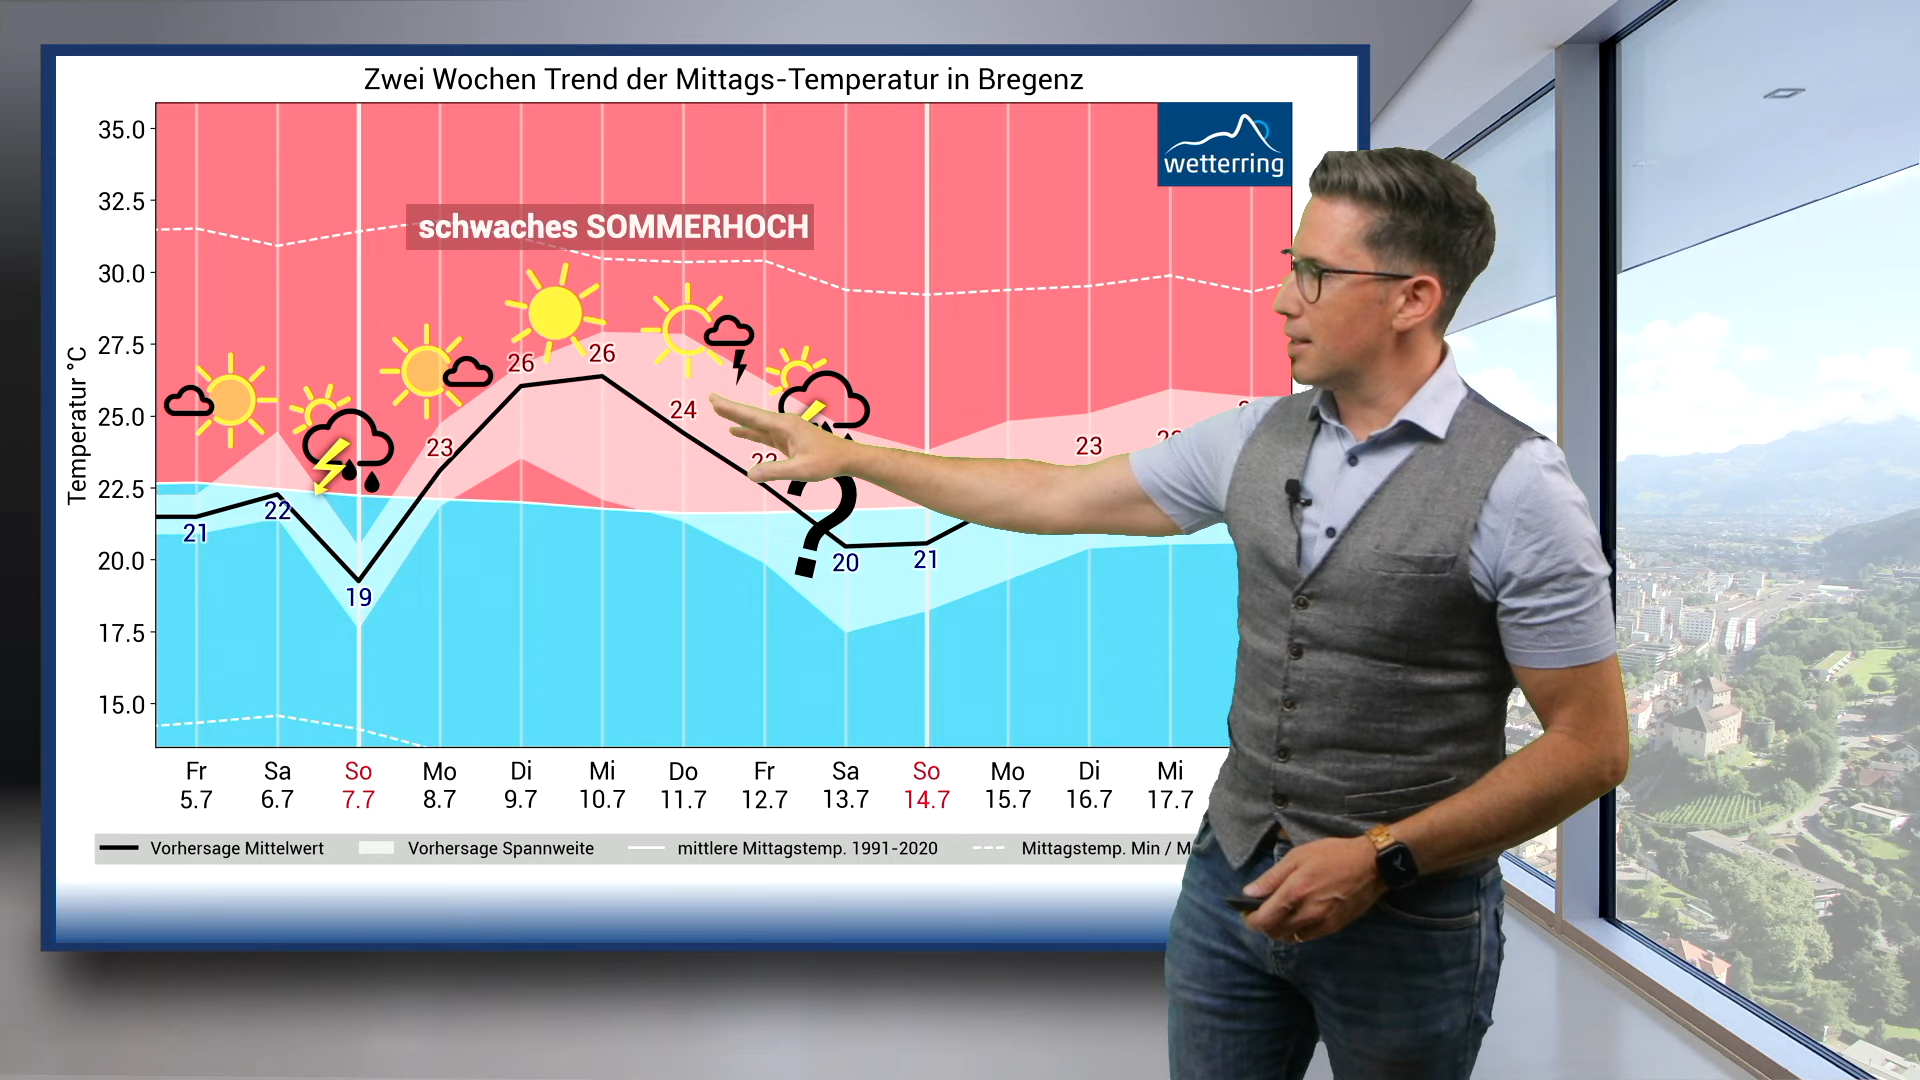 Zwei Wochen Trend der Mittags-Temperatur in Bregenz
wetterring
schwaches SOMMERHOCH
Temperatur °C
35.0
32.5
30.0
27.5
25.0
22.5
20.0
17.5
15.0
21
22
19
23
26
26
24
20
21
23
?
Fr Sa So Mo Di Mi Do Fr Sa So Mo Di Mi
5.7 6.7 7.7 8.7 9.7 10.7 11.7 12.7 13.7 14.7 15.7 16.7 17.7
Vorhersage Mittelwert Vorhersage Spannweite mittlere Mittagstemp. 1991-2020 Mittagstemp. Min / M